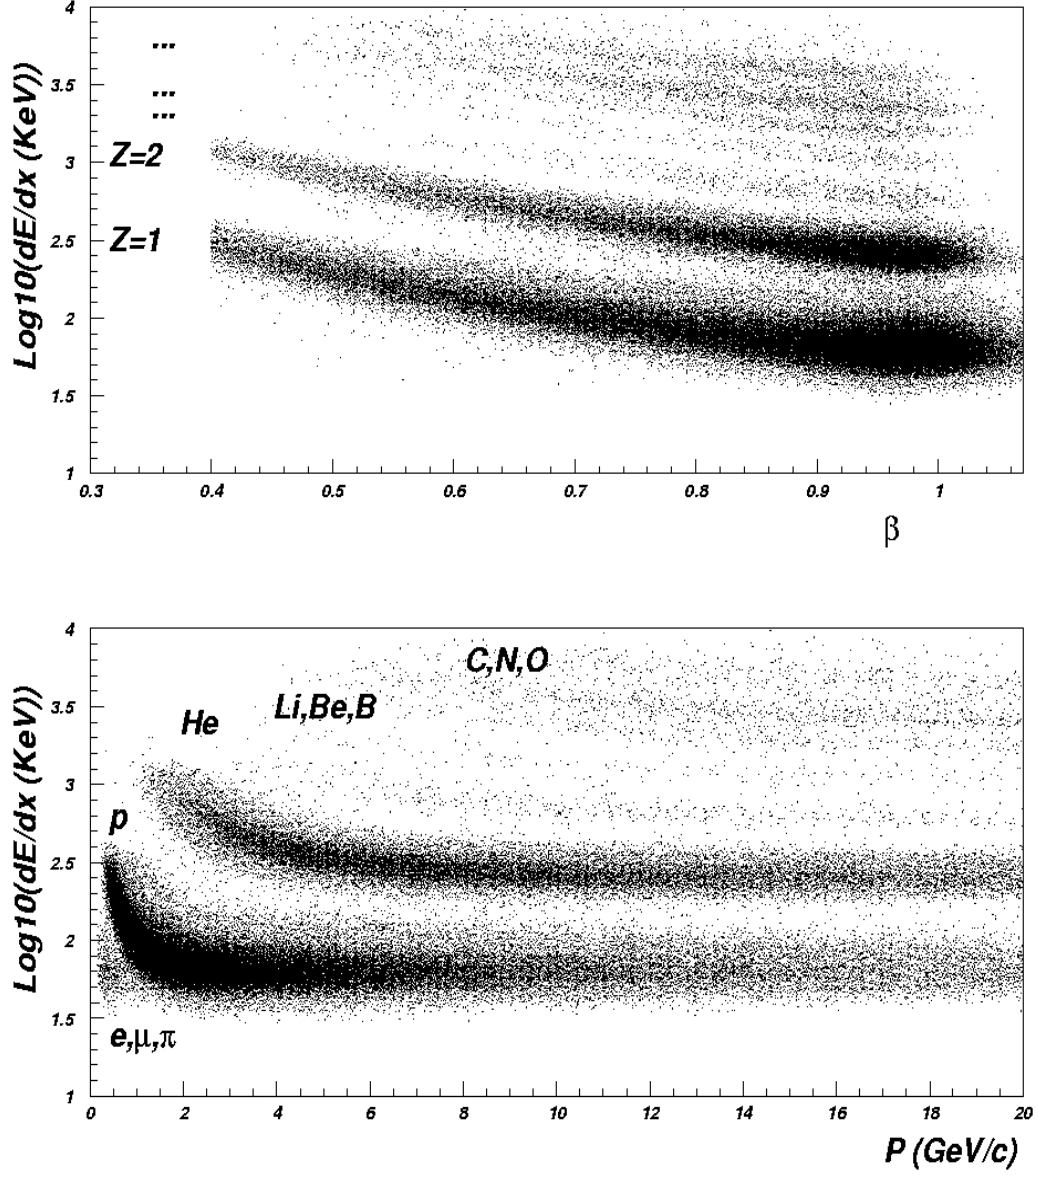 Log10(dE/dx (KeV))
4
3.5
3
2.5
2
1.5
1
...
...
...
Z=2
Z=1
0.3 0.4 0.5 0.6 0.7 0.8 0.9 1
β
Log10(dE/dx (KeV))
4
3.5
3
2.5
2
1.5
1
C,N,O
Li,Be,B
He
p
e,μ,π
0 2 4 6 8 10 12 14 16 18 20
P (GeV/c)